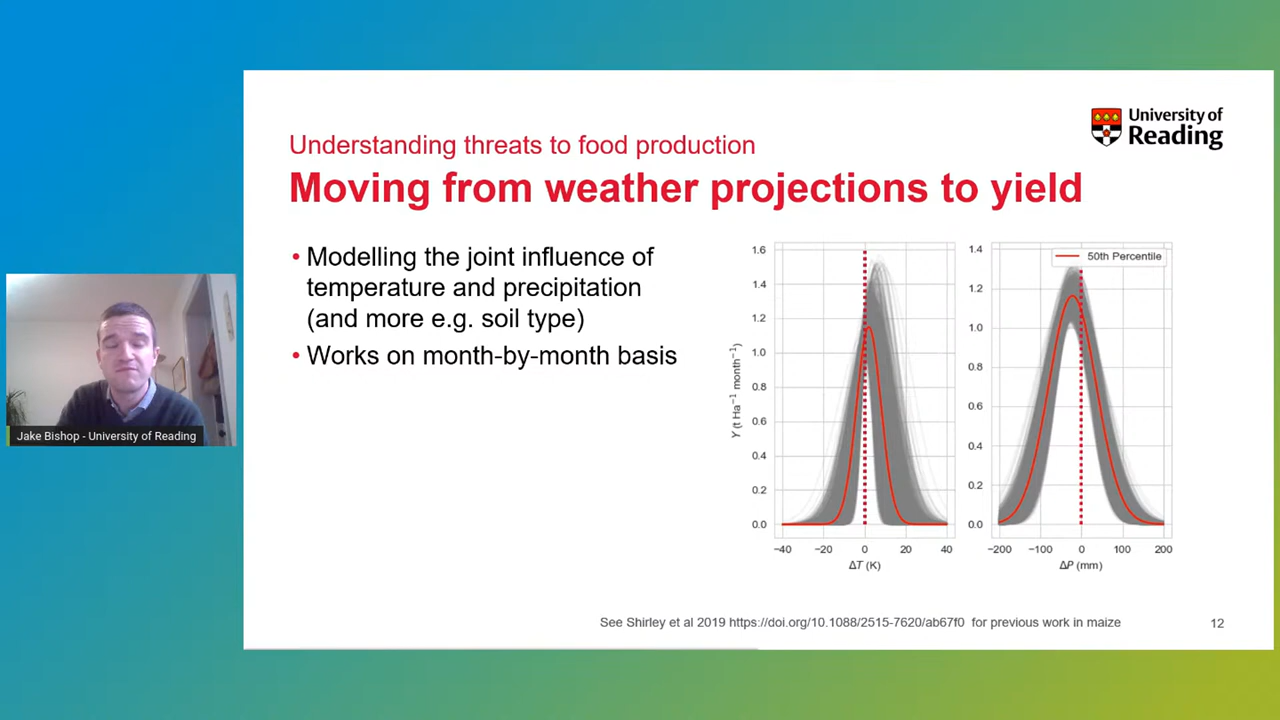 University of
Reading
Understanding threats to food production
Moving from weather projections to yield
• Modelling the joint influence of
temperature and precipitation
(and more e.g. soil type)
• Works on month-by-month basis
Jake Bishop - University of Reading
Y (t Ha⁻¹ month⁻¹)
1.6
1.4
1.2
1.0
0.8
0.6
0.4
0.2
0.0
−40 −20 0 20 40
ΔT (K)
50th Percentile
1.4
1.2
1.0
0.8
0.6
0.4
0.2
0.0
−200 −100 0 100 200
ΔP (mm)
See Shirley et al 2019 https://doi.org/10.1088/2515-7620/ab67f0 for previous work in maize
12